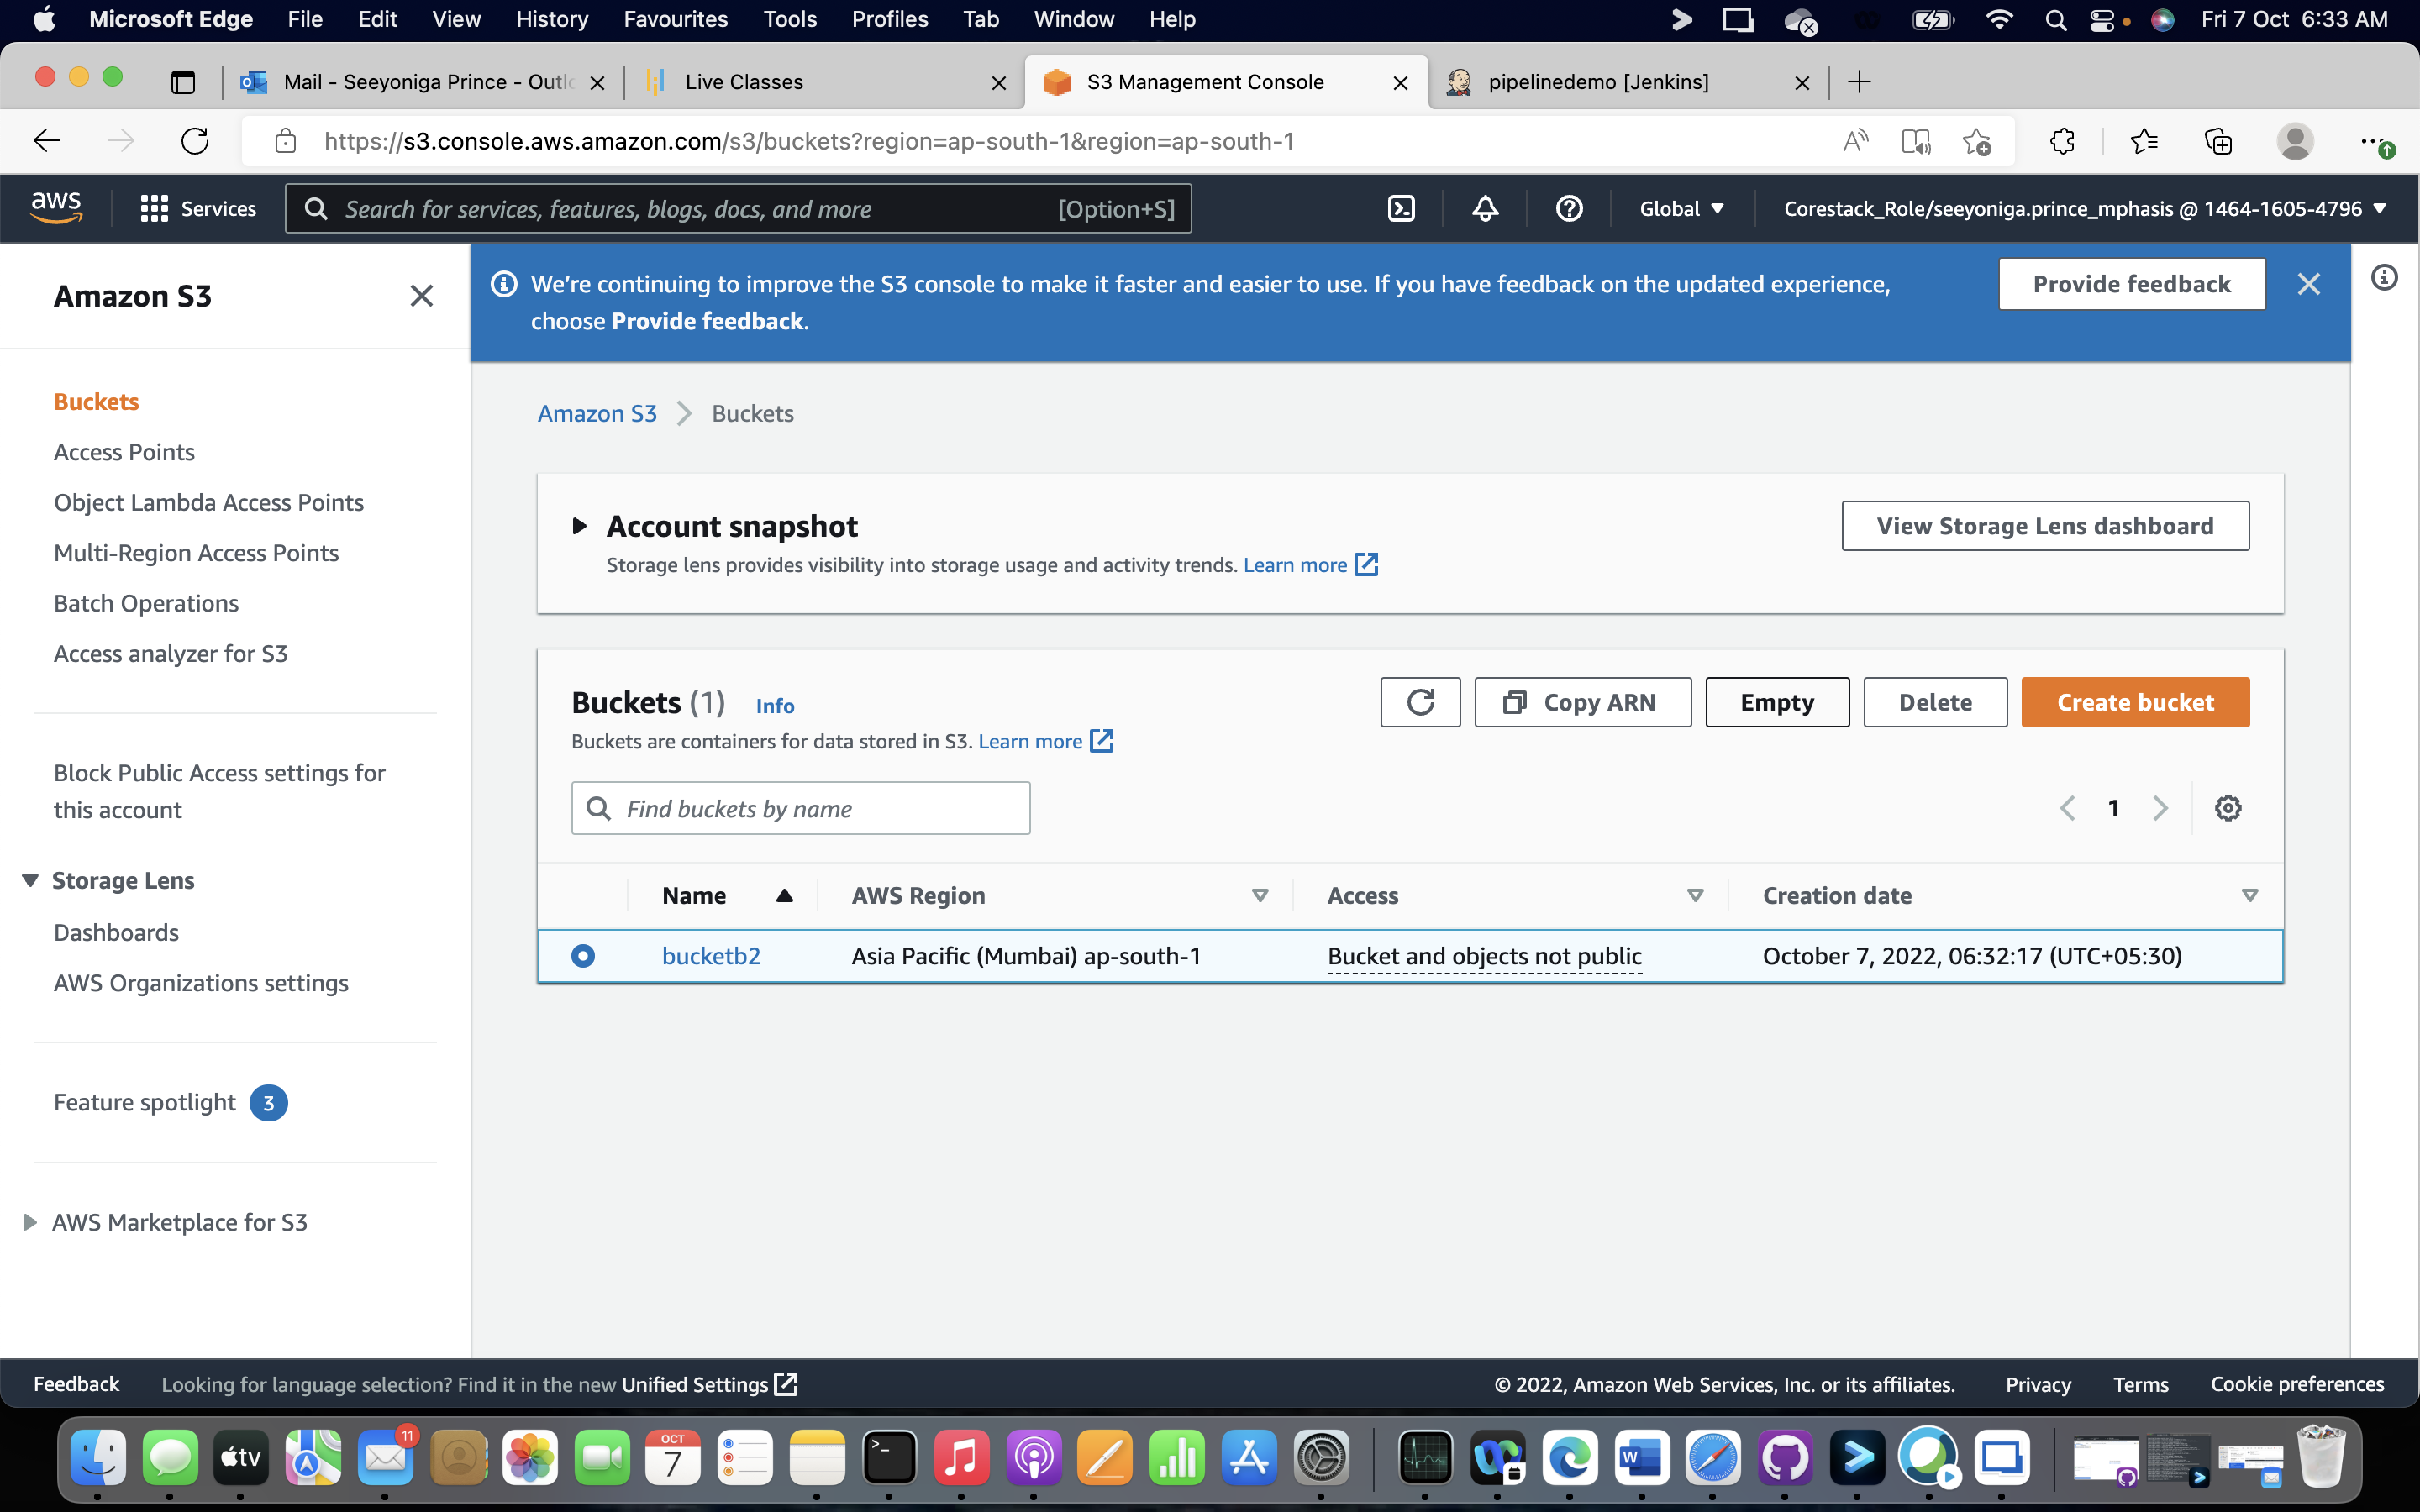 Microsoft Edge File Edit View History Favourites Tools Profiles Tab Window Help Fri 7 Oct 6:33 AM
Mail - Seeyoniga Prince - Outlo Live Classes S3 Management Console pipelinedemo [Jenkins]
https://s3.console.aws.amazon.com/s3/buckets?region=ap-south-1&region=ap-south-1
aws Services Search for services, features, blogs, docs, and more [Option+S] Global Corestack_Role/seeyoniga.prince_mphasis @ 1464-1605-4796
Amazon S3
Buckets
Access Points
Object Lambda Access Points
Multi-Region Access Points
Batch Operations
Access analyzer for S3
Block Public Access settings for
this account
Storage Lens
Dashboards
AWS Organizations settings
Feature spotlight 3
AWS Marketplace for S3
We're continuing to improve the S3 console to make it faster and easier to use. If you have feedback on the updated experience,
choose Provide feedback.
Provide feedback
Amazon S3 Buckets
Account snapshot
Storage lens provides visibility into storage usage and activity trends. Learn more
View Storage Lens dashboard
Buckets (1) Info
Buckets are containers for data stored in S3. Learn more
Copy ARN Empty Delete Create bucket
Find buckets by name
1
Name AWS Region Access Creation date
bucketb2 Asia Pacific (Mumbai) ap-south-1 Bucket and objects not public October 7, 2022, 06:32:17 (UTC+05:30)
Feedback Looking for language selection? Find it in the new Unified Settings © 2022, Amazon Web Services, Inc. or its affiliates. Privacy Terms Cookie preferences
tv 11 OCT 7 W